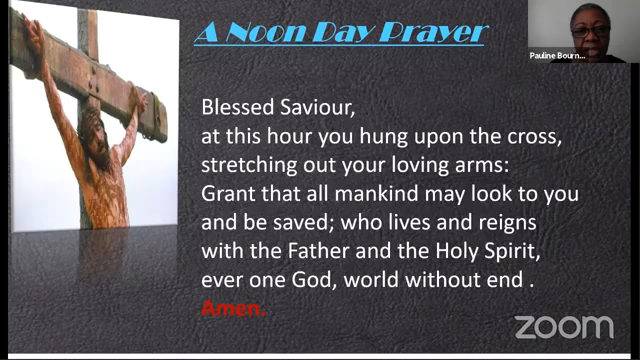 A Noon Day Prayer
Pauline Bourn...
Blessed Saviour,
at this hour you hung upon the cross,
stretching out your loving arms:
Grant that all mankind may look to you
and be saved; who lives and reigns
with the Father and the Holy Spirit,
ever one God, world without end .
Amen.
zoom